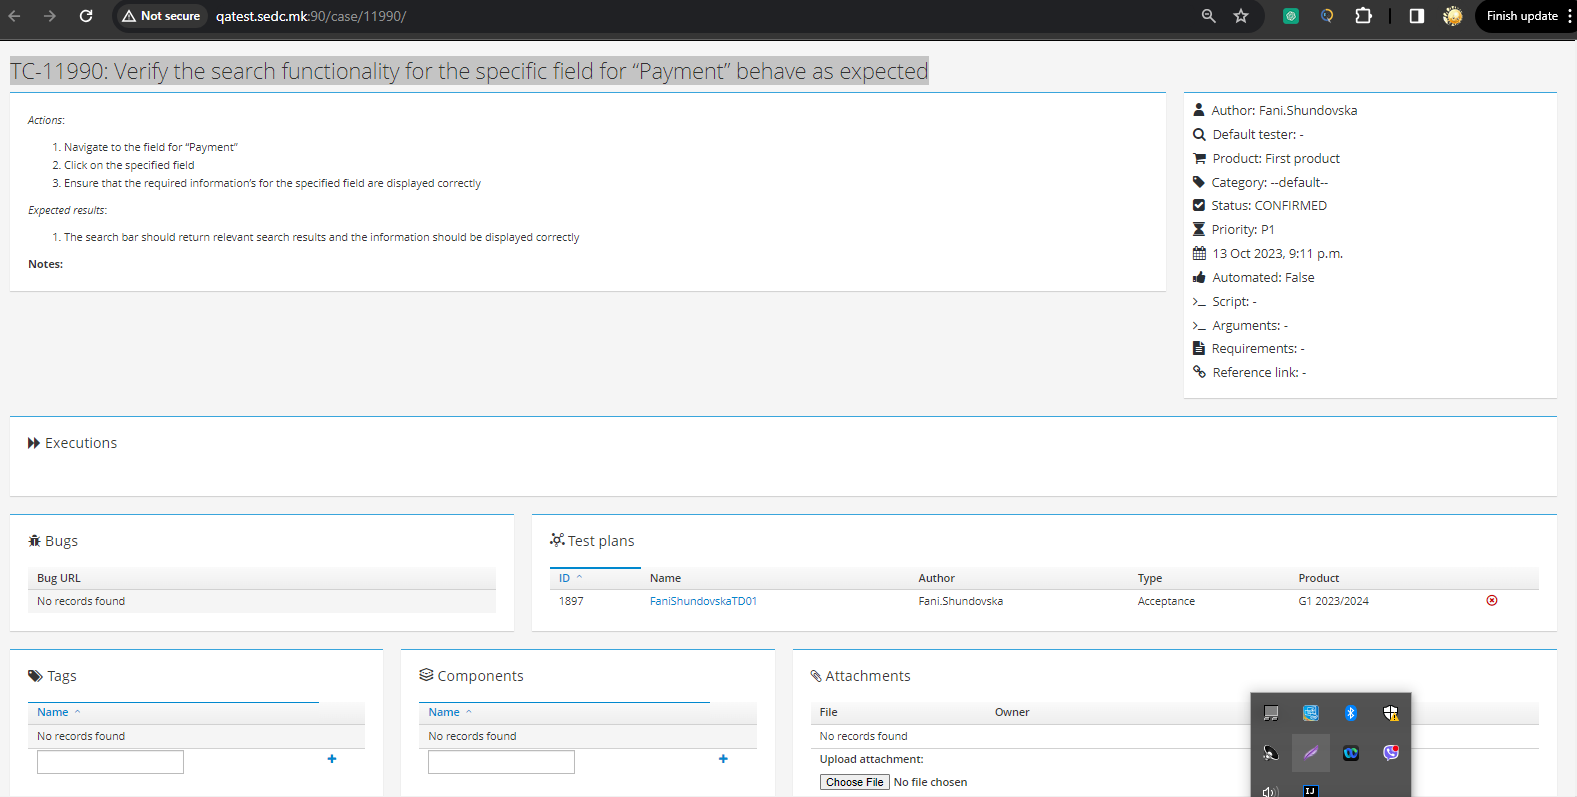 Not secure qatest.sedc.mk:90/case/11990/ Finish update
TC-11990: Verify the search functionality for the specific field for “Payment” behave as expected
Actions:
1. Navigate to the field for “Payment”
2. Click on the specified field
3. Ensure that the required information’s for the specified field are displayed correctly
Expected results:
1. The search bar should return relevant search results and the information should be displayed correctly
Notes:
Author: Fani.Shundovska
Default tester: -
Product: First product
Category: --default--
Status: CONFIRMED
Priority: P1
13 Oct 2023, 9:11 p.m.
Automated: False
Script: -
Arguments: -
Requirements: -
Reference link: -
Executions
Bugs
Bug URL
No records found
Test plans
ID Name Author Type Product
1897 FaniShundovskaTD01 Fani.Shundovska Acceptance G1 2023/2024
Tags
Name
No records found
Components
Name
No records found
Attachments
File Owner
No records found
Upload attachment:
Choose File No file chosen
IJ